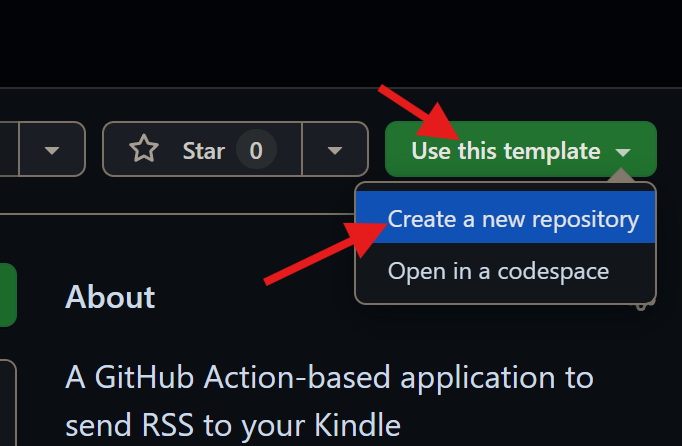 Star 0
Use this template
Create a new repository
Open in a codespace
About
A GitHub Action-based application to
send RSS to your Kindle